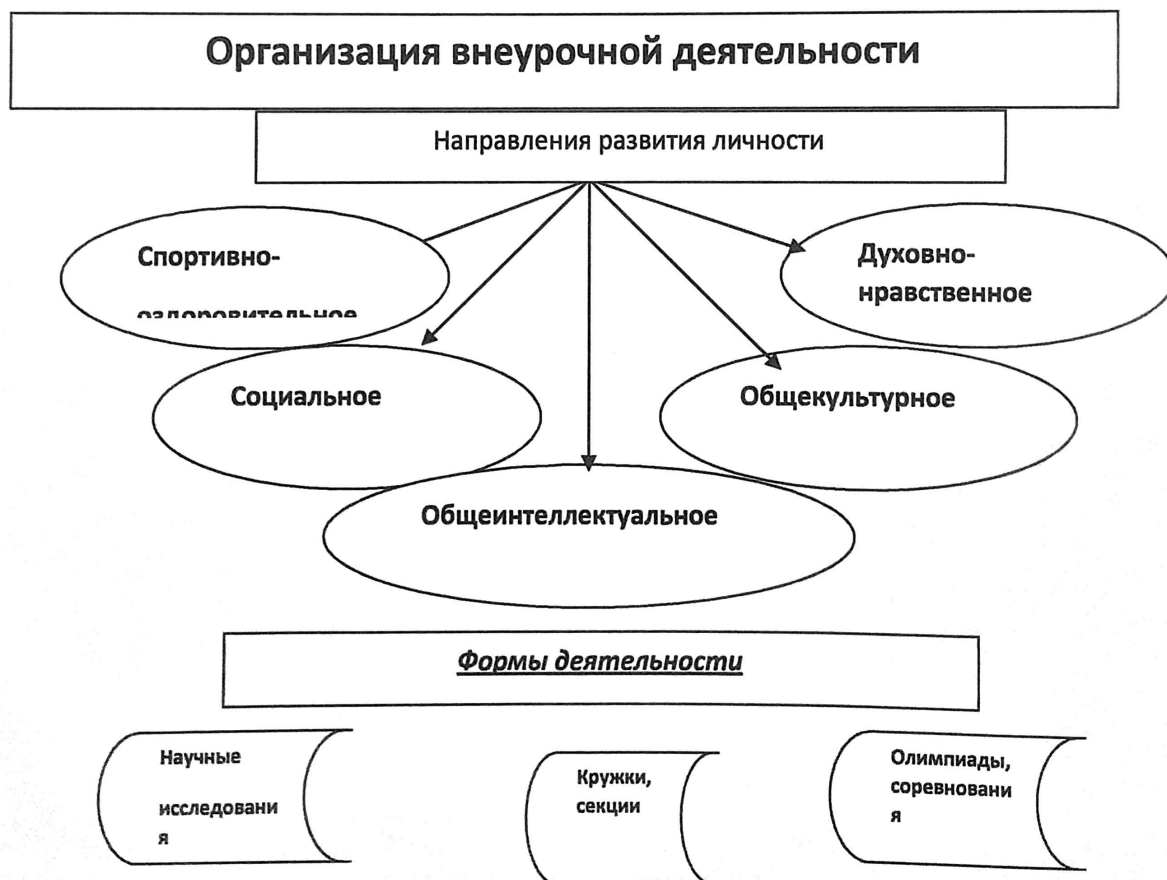 Организация внеурочной деятельности
Направления развития личности
Спортивно-
оздоровительное
Духовно-
нравственное
Социальное
Общекультурное
Общеинтеллектуальное
Формы деятельности
Научные
исследовани
я
Кружки,
секции
Олимпиады,
соревновани
я